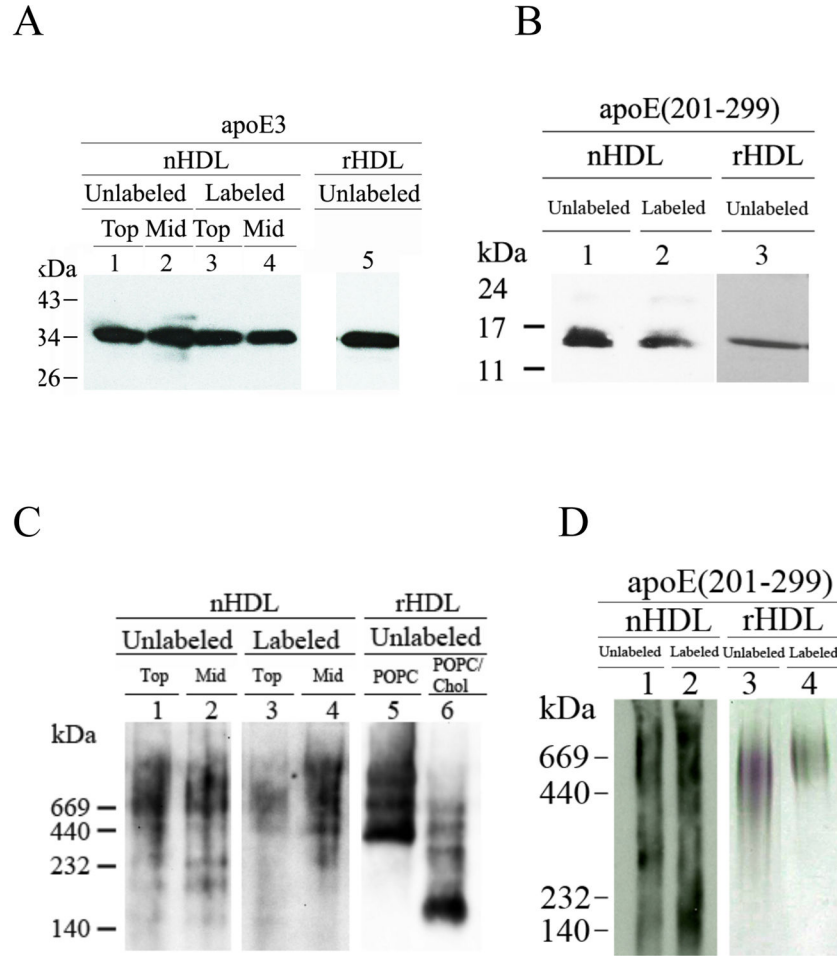 A
apoE3
nHDL rHDL
Unlabeled Labeled Unlabeled
Top Mid Top Mid
1 2 3 4 5
kDa
43
34
26
B
apoE(201-299)
nHDL rHDL
Unlabeled Labeled Unlabeled
kDa 1 2 3
24
17
11
C
nHDL rHDL
Unlabeled Labeled Unlabeled
Top Mid Top Mid POPC POPC/
Chol
1 2 3 4 5 6
kDa
669
440
232
140
D
apoE(201-299)
nHDL rHDL
Unlabeled Labeled Unlabeled Labeled
1 2 3 4
kDa
669
440
232
140